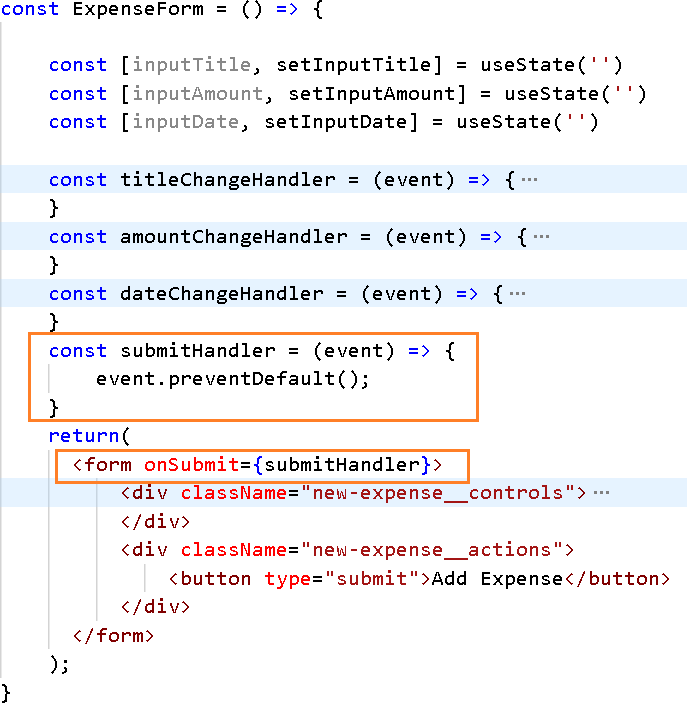 const ExpenseForm = () => {
const [inputTitle, setInputTitle] = useState('')
const [inputAmount, setInputAmount] = useState('')
const [inputDate, setInputDate] = useState('')
const titleChangeHandler = (event) => { ···
}
const amountChangeHandler = (event) => { ···
}
const dateChangeHandler = (event) => { ···
}
const submitHandler = (event) => {
event.preventDefault();
}
return(
<form onSubmit={submitHandler}>
<div className="new-expense__controls"> ···
</div>
<div className="new-expense__actions">
<button type="submit">Add Expense</button>
</div>
</form>
);
}